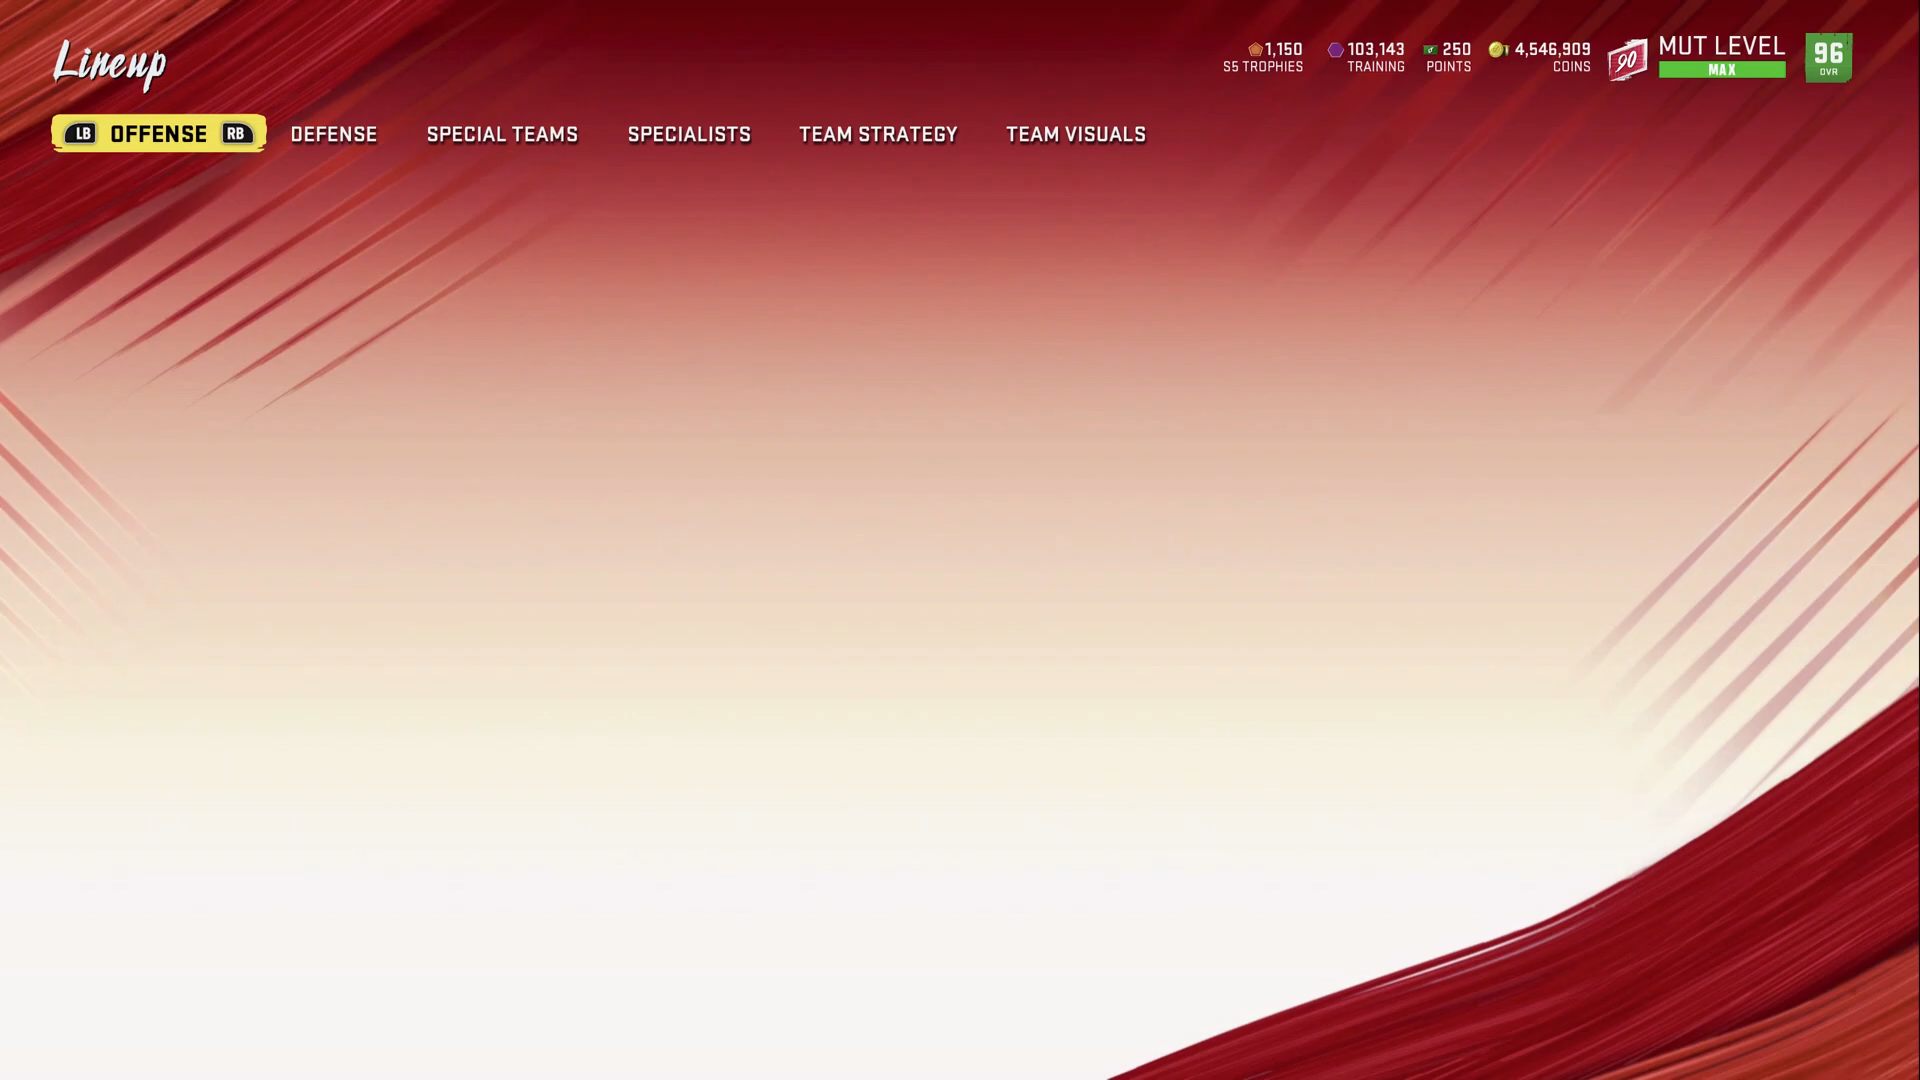 Lineup
1,150
S5 TROPHIES
103,143
TRAINING
250
POINTS
4,546,909
COINS
90
MUT LEVEL
MAX
96
OVR
LB OFFENSE RB
DEFENSE
SPECIAL TEAMS
SPECIALISTS
TEAM STRATEGY
TEAM VISUALS